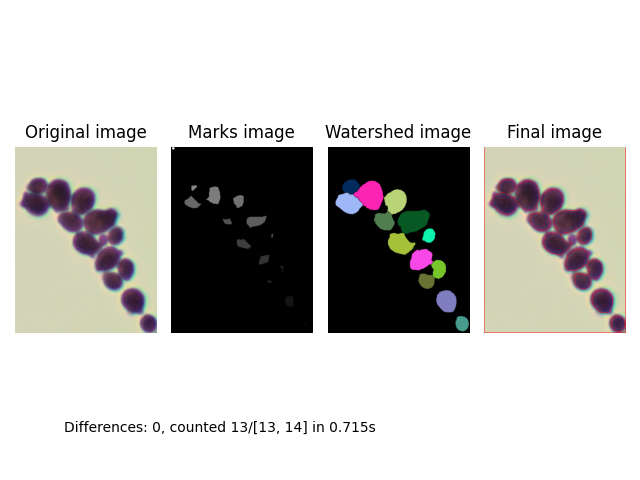 Original image
Marks image
Watershed image
Final image
Differences: 0, counted 13/[13, 14] in 0.715s